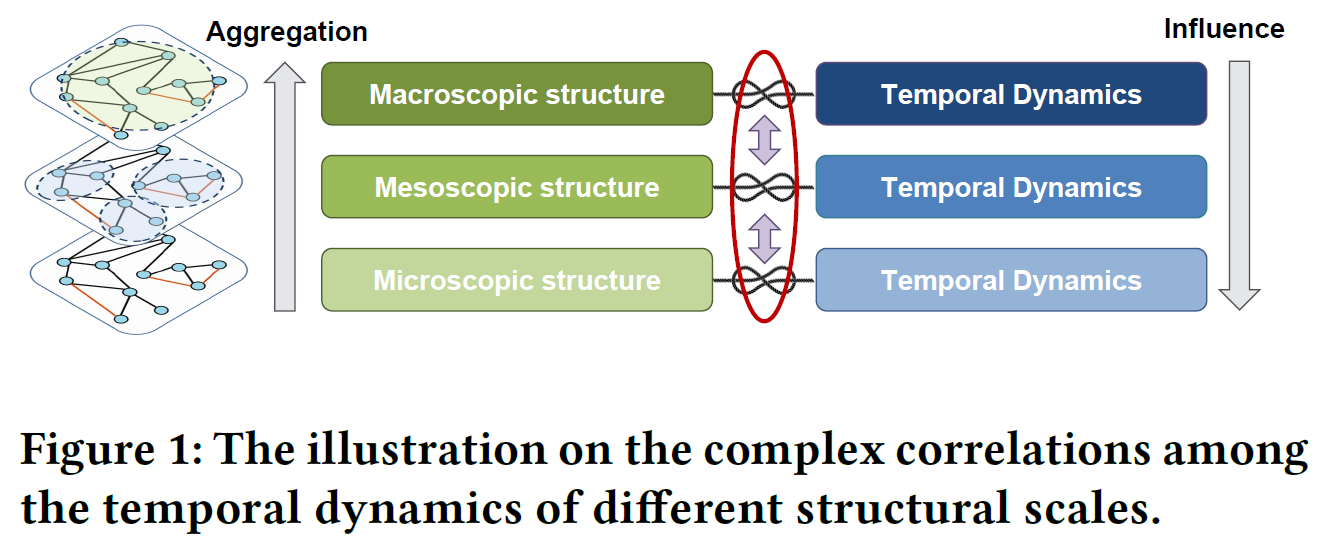 Aggregation
Influence
Macroscopic structure
Temporal Dynamics
Mesoscopic structure
Temporal Dynamics
Microscopic structure
Temporal Dynamics
Figure 1: The illustration on the complex correlations among
the temporal dynamics of different structural scales.